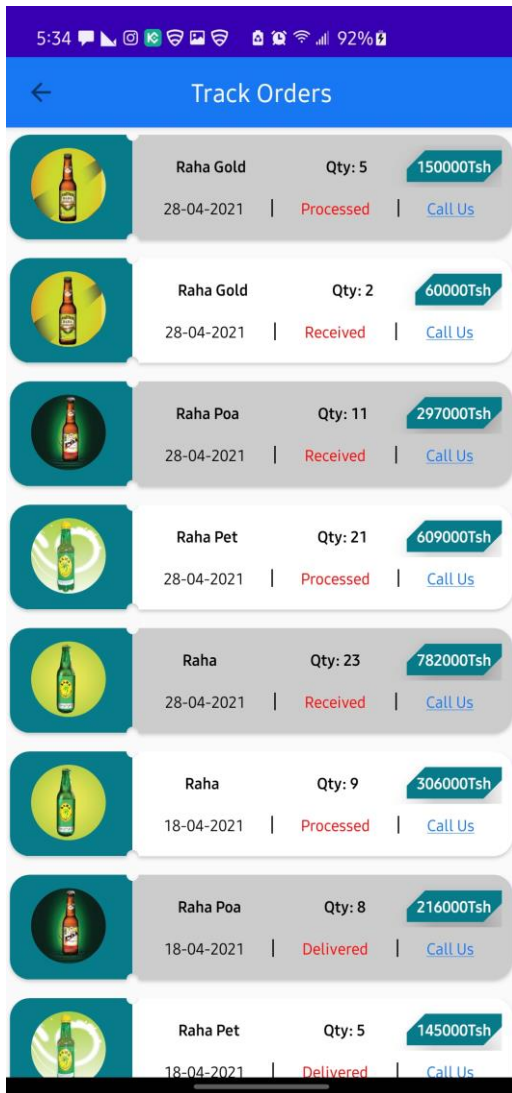 5:34 92%
Track Orders
Raha Gold Qty: 5 150000Tsh
28-04-2021 | Processed | Call Us
Raha Gold Qty: 2 60000Tsh
28-04-2021 | Received | Call Us
Raha Poa Qty: 11 297000Tsh
28-04-2021 | Received | Call Us
Raha Pet Qty: 21 609000Tsh
28-04-2021 | Processed | Call Us
Raha Qty: 23 782000Tsh
28-04-2021 | Received | Call Us
Raha Qty: 9 306000Tsh
18-04-2021 | Processed | Call Us
Raha Poa Qty: 8 216000Tsh
18-04-2021 | Delivered | Call Us
Raha Pet Qty: 5 145000Tsh
18-04-2021 | Delivered | Call Us